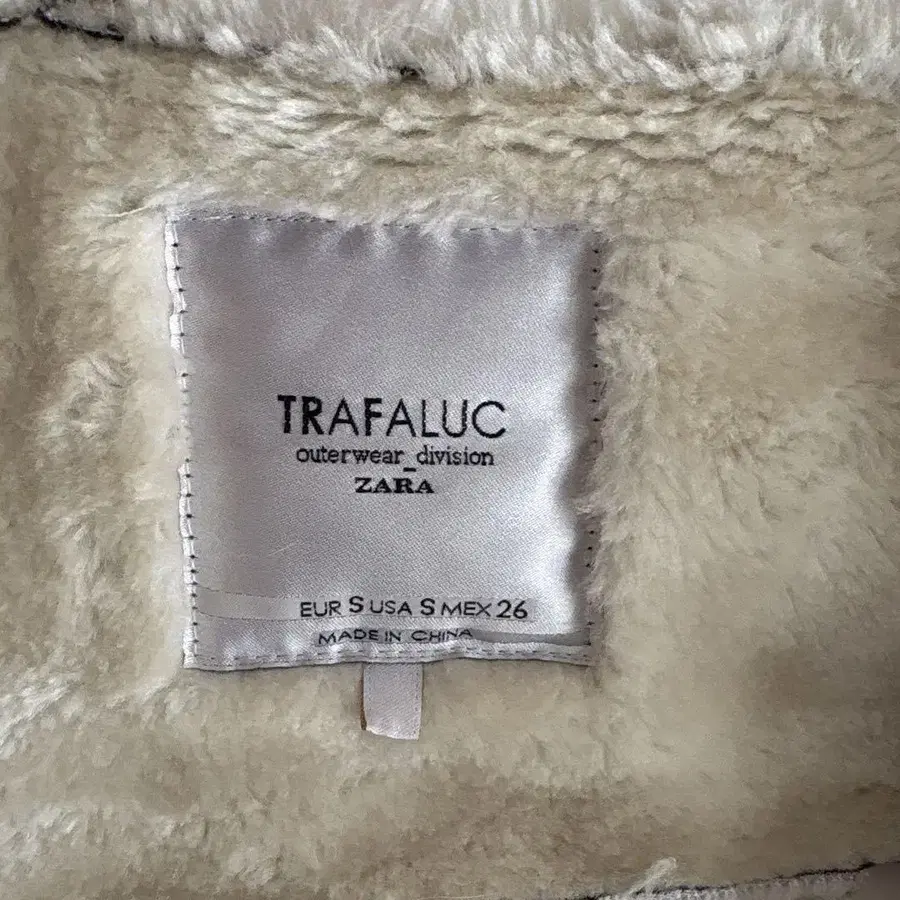 TRAFALUC
outerwear_division
ZARA
EUR S USA S MEX 26
MADE IN CHINA